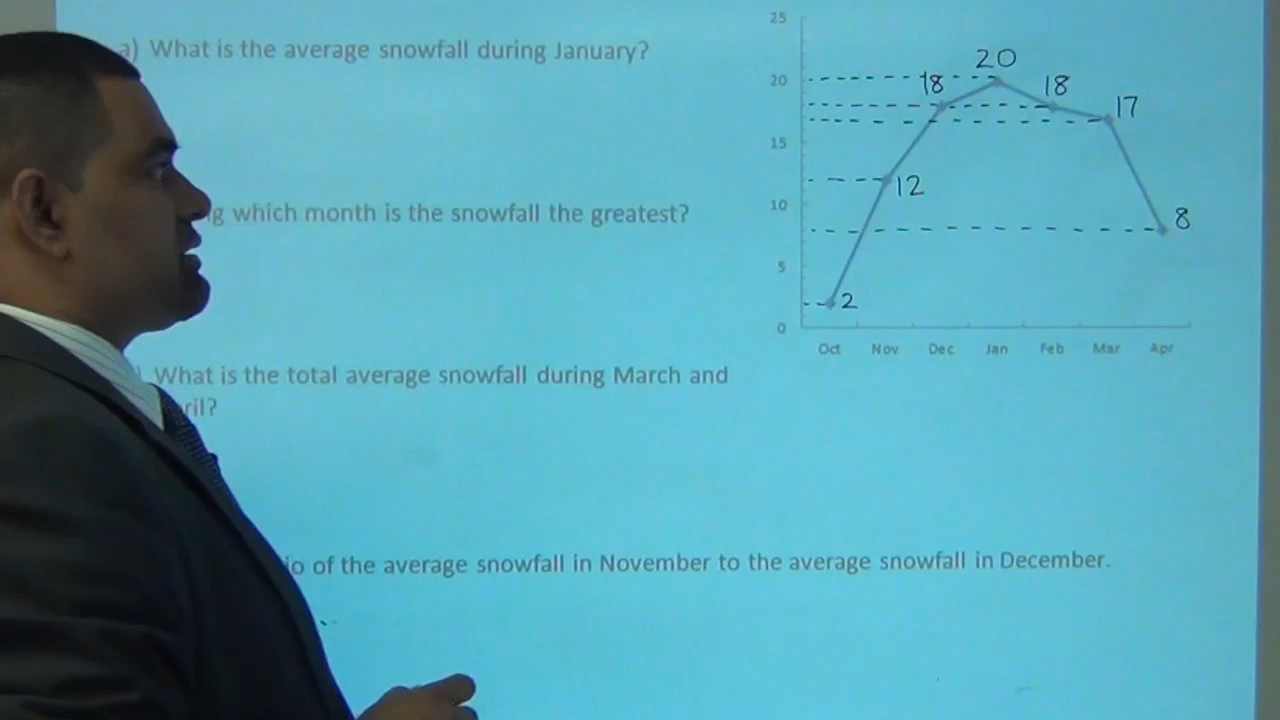 a) What is the average snowfall during January?
which month is the snowfall the greatest?
What is the total average snowfall during March and
of the average snowfall in November to the average snowfall in December.
25
20
15
10
5
0
20
18
18
17
12
8
2
Oct Nov Dec Jan Feb Mar Apr